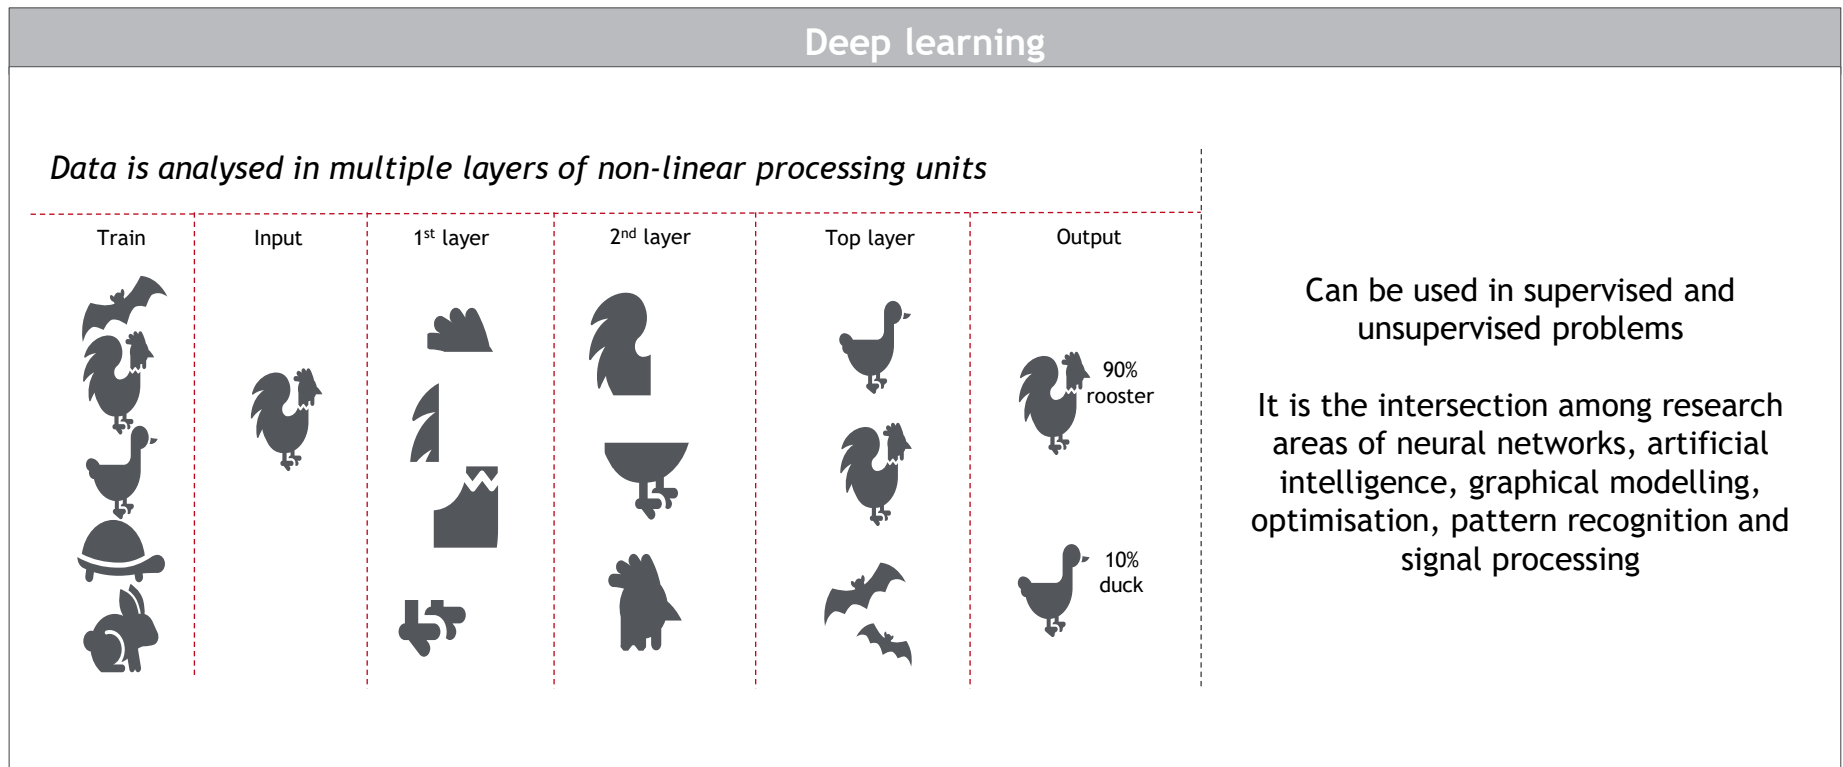 Deep learning
Data is analysed in multiple layers of non-linear processing units
Train
Input
1st layer
2nd layer
Top layer
Output
90%
rooster
10%
duck
Can be used in supervised and
unsupervised problems
It is the intersection among research
areas of neural networks, artificial
intelligence, graphical modelling,
optimisation, pattern recognition and
signal processing